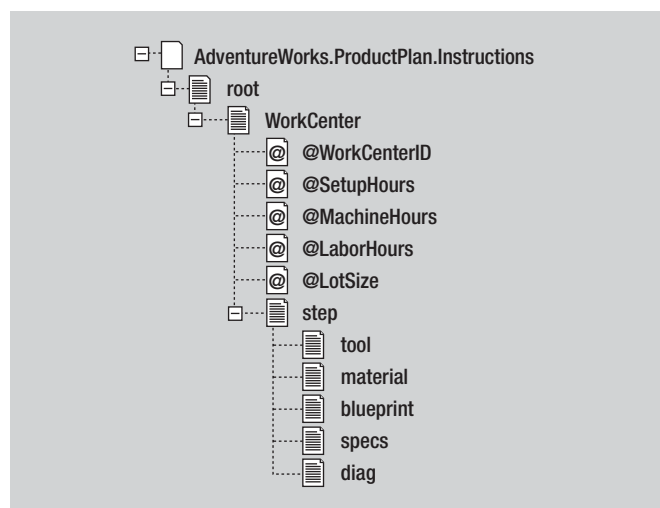 AdventureWorks.ProductPlan.Instructions
root
WorkCenter
@ @WorkCenterID
@ @SetupHours
@ @MachineHours
@ @LaborHours
@ @LotSize
step
tool
material
blueprint
specs
diag